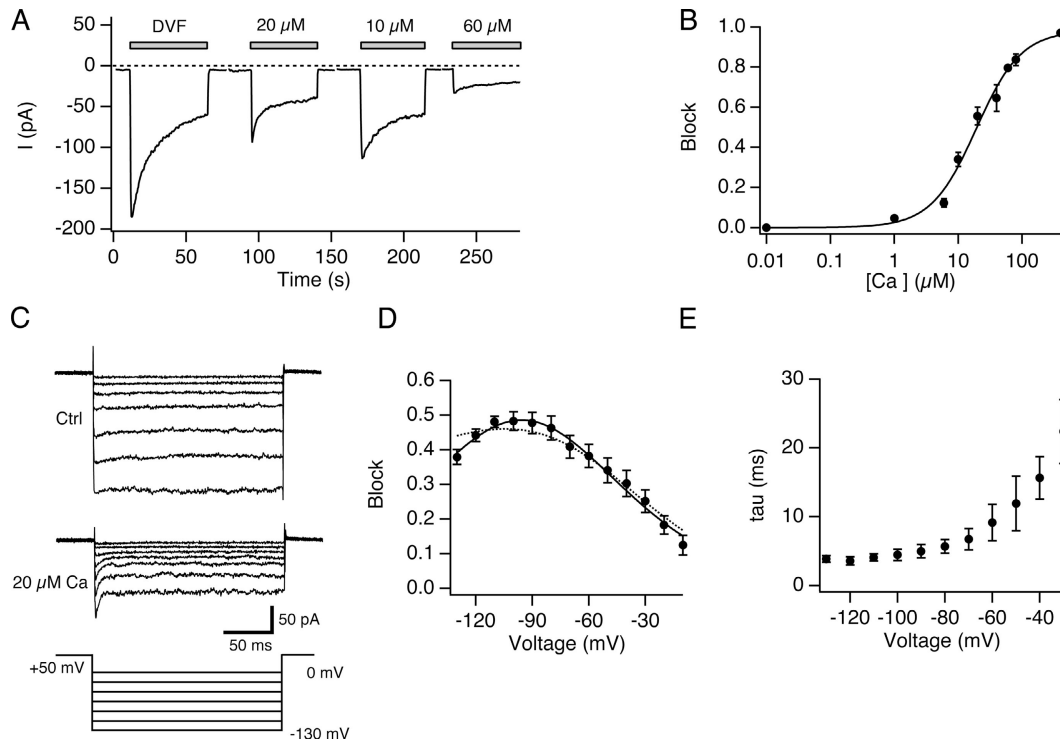 A
DVF 20 µM 10 µM 60 µM
50
0
-50
-100
-150
-200
I (pA)
0 50 100 150 200 250
Time (s)
B
1.0
0.8
0.6
0.4
0.2
0.0
Block
0.01 0.1 1 10 100
[Ca ] (µM)
C
Ctrl
20 µM Ca
50 pA
50 ms
+50 mV
0 mV
-130 mV
D
0.6
0.5
0.4
0.3
0.2
0.1
0.0
Block
-120 -90 -60 -30
Voltage (mV)
E
30
20
10
0
tau (ms)
-120 -100 -80 -60 -40
Voltage (mV)